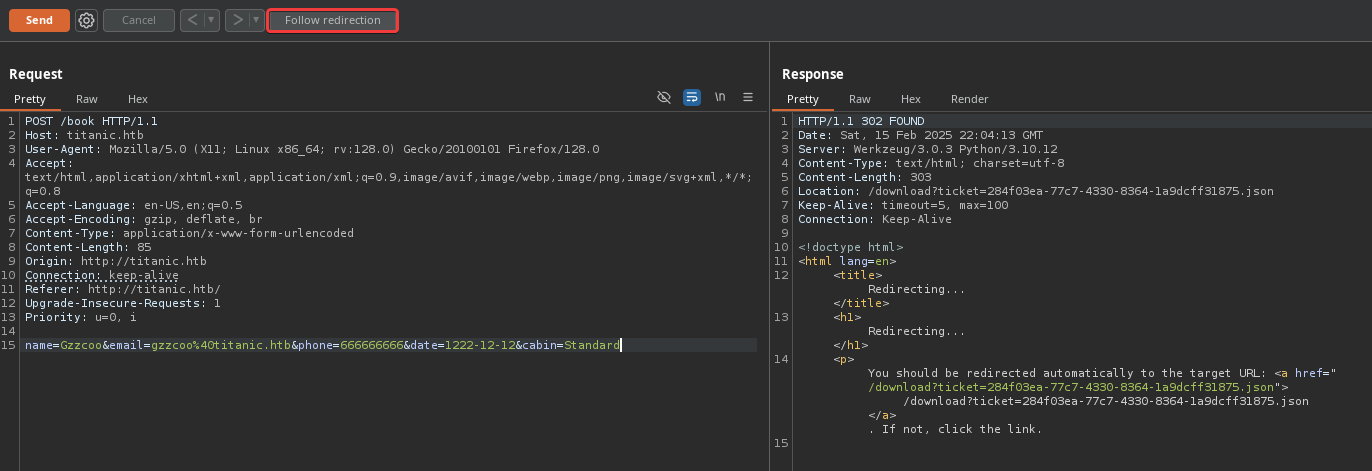 Send Cancel < ▼ > ▼ Follow redirection
Request
Pretty Raw Hex \n
1 POST /book HTTP/1.1
2 Host: titanic.htb
3 User-Agent: Mozilla/5.0 (X11; Linux x86_64; rv:128.0) Gecko/20100101 Firefox/128.0
4 Accept:
text/html,application/xhtml+xml,application/xml;q=0.9,image/avif,image/webp,image/png,image/svg+xml,*/*;
q=0.8
5 Accept-Language: en-US,en;q=0.5
6 Accept-Encoding: gzip, deflate, br
7 Content-Type: application/x-www-form-urlencoded
8 Content-Length: 85
9 Origin: http://titanic.htb
10 Connection: keep-alive
11 Referer: http://titanic.htb/
12 Upgrade-Insecure-Requests: 1
13 Priority: u=0, i
14
15 name=Gzzcoo&email=gzzcoo%40titanic.htb&phone=666666666&date=1222-12-12&cabin=Standard
Response
Pretty Raw Hex Render
1 HTTP/1.1 302 FOUND
2 Date: Sat, 15 Feb 2025 22:04:13 GMT
3 Server: Werkzeug/3.0.3 Python/3.10.12
4 Content-Type: text/html; charset=utf-8
5 Content-Length: 303
6 Location: /download?ticket=284f03ea-77c7-4330-8364-1a9dcff31875.json
7 Keep-Alive: timeout=5, max=100
8 Connection: Keep-Alive
9
10 <!doctype html>
11 <html lang=en>
12 <title>
Redirecting...
</title>
13 <h1>
Redirecting...
</h1>
14 <p>
You should be redirected automatically to the target URL: <a href="
/download?ticket=284f03ea-77c7-4330-8364-1a9dcff31875.json">
/download?ticket=284f03ea-77c7-4330-8364-1a9dcff31875.json
</a>
. If not, click the link.
15